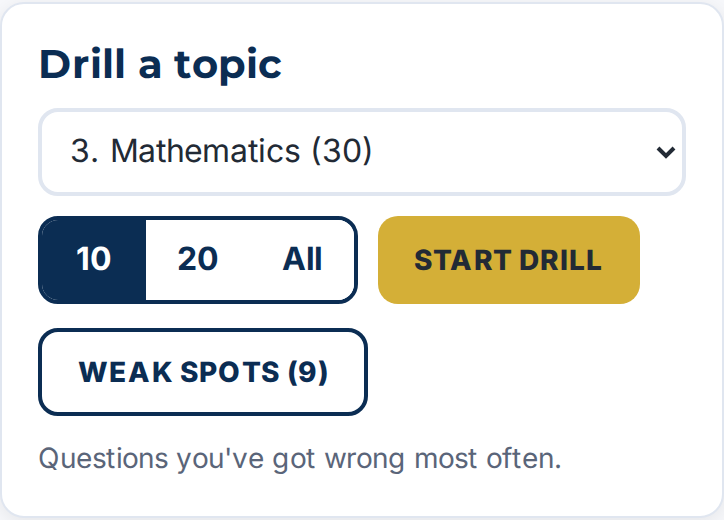 Drill a topic
3. Mathematics (30)
10 20 All START DRILL
WEAK SPOTS (9)
Questions you've got wrong most often.